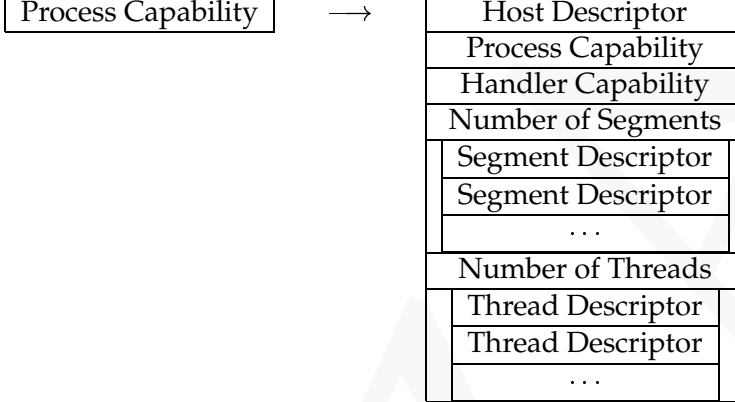 Process Capability → Host Descriptor
Process Capability
Handler Capability
Number of Segments
Segment Descriptor
Segment Descriptor
...
Number of Threads
Thread Descriptor
Thread Descriptor
...